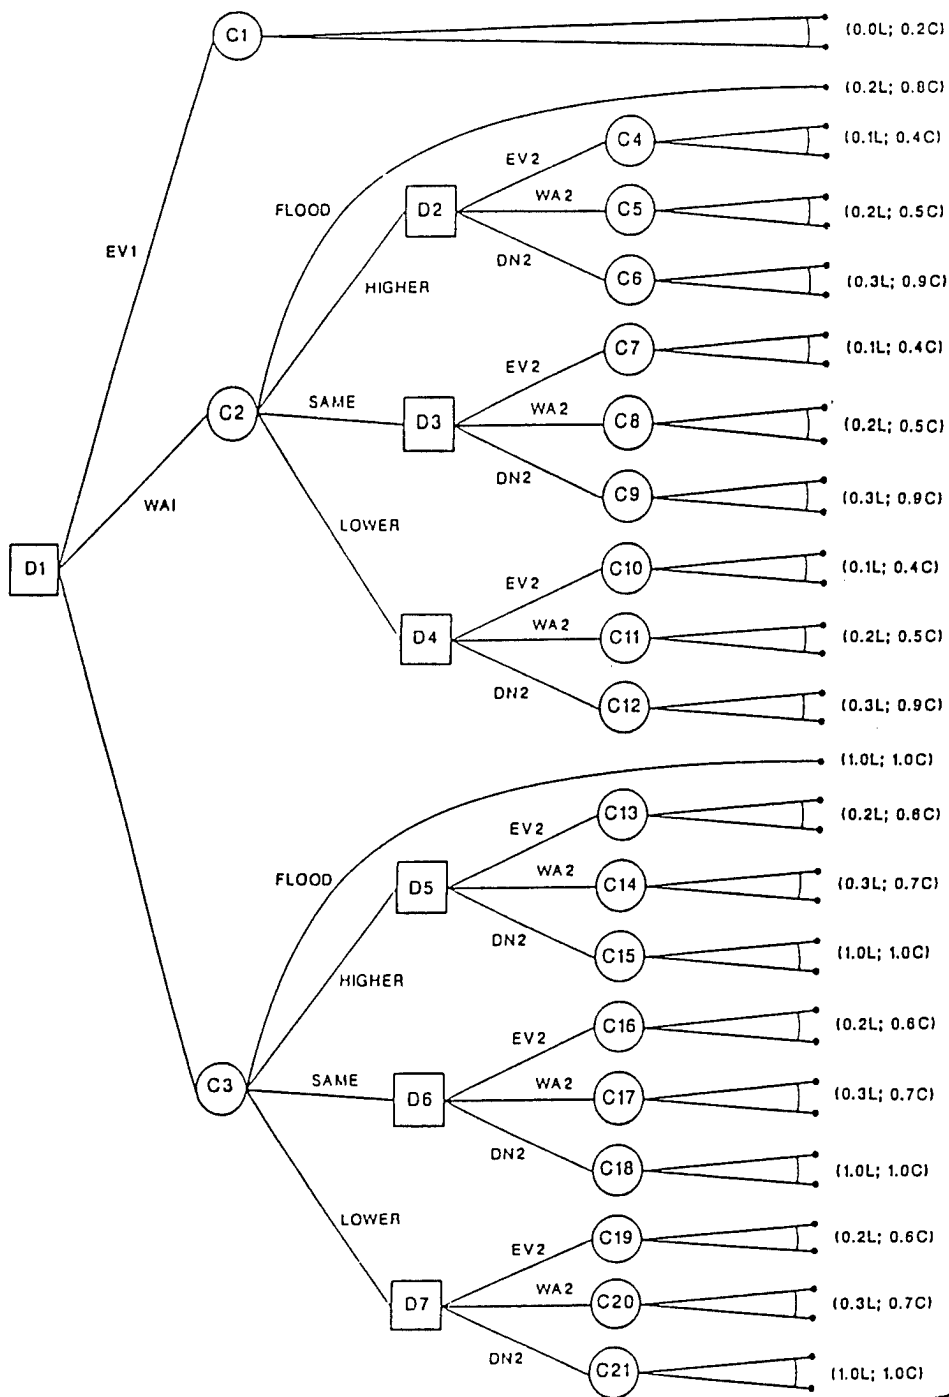 C1
(0.0L; 0.2C)
(0.2L; 0.8C)
C4
(0.1L; 0.4C)
EV2
FLOOD
D2
WA2
C5
(0.2L; 0.5C)
EV1
DN2
HIGHER
C6
(0.3L; 0.9C)
C7
(0.1L; 0.4C)
EV2
SAME
C2
D3
WA2
C8
(0.2L; 0.5C)
DN2
C9
(0.3L; 0.9C)
WA1
LOWER
D1
C10
(0.1L; 0.4C)
EV2
D4
WA2
C11
(0.2L; 0.5C)
DN2
C12
(0.3L; 0.9C)
(1.0L; 1.0C)
C13
(0.2L; 0.6C)
EV2
FLOOD
D5
WA2
C14
(0.3L; 0.7C)
DN2
C15
(1.0L; 1.0C)
HIGHER
C16
(0.2L; 0.6C)
EV2
C3
SAME
D6
WA2
C17
(0.3L; 0.7C)
DN2
C18
(1.0L; 1.0C)
LOWER
C19
(0.2L; 0.6C)
EV2
D7
WA2
C20
(0.3L; 0.7C)
DN2
C21
(1.0L; 1.0C)